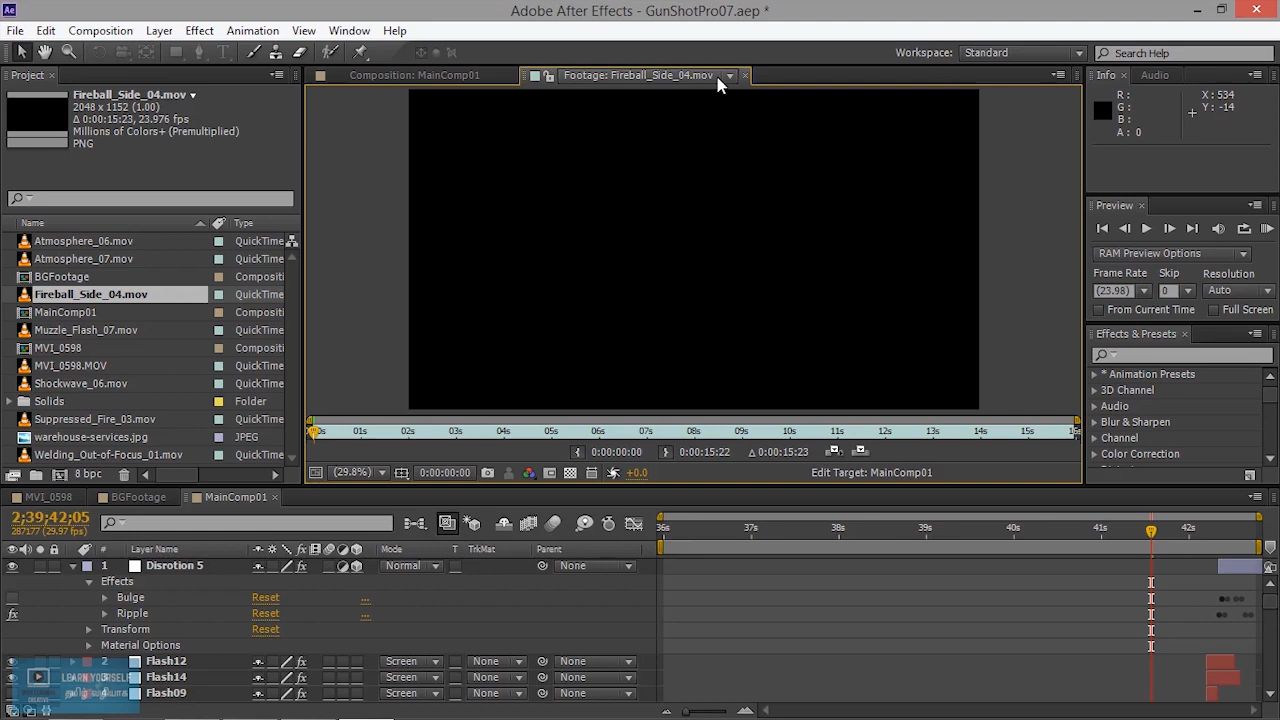 Adobe After Effects - GunShotPro07.aep *
File Edit Composition Layer Effect Animation View Window Help
Workspace: Standard Search Help
Project
Composition: MainComp01
Footage: Fireball_Side_04.mov
Info Audio
Fireball_Side_04.mov
2048 x 1152 (1.00)
Δ 0:00:15:23, 23.976 fps
Millions of Colors+ (Premultiplied)
PNG
R: X: 534
G: Y: -14
B:
A: 0
Preview
Name Type
Atmosphere_06.mov QuickTime
Atmosphere_07.mov QuickTime
BGFootage Compositi
Fireball_Side_04.mov QuickTime
MainComp01 Compositi
Muzzle_Flash_07.mov QuickTime
MVI_0598 Compositi
MVI_0598.MOV QuickTime
Shockwave_06.mov QuickTime
Solids Folder
Suppressed_Fire_03.mov QuickTime
warehouse-services.jpg JPEG
Welding_Out-of-Focus_01.mov QuickTime
8 bpc
RAM Preview Options
Frame Rate Skip Resolution
(23.98) 0 Auto
From Current Time Full Screen
Effects & Presets
* Animation Presets
3D Channel
Audio
Blur & Sharpen
Channel
Color Correction
01s 02s 03s 04s 05s 06s 07s 08s 09s 10s 11s 12s 13s 14s 15s
0:00:00:00 0:00:15:22 Δ 0:00:15:23
(29.8%) 0:00:00:00 +0.0 Edit Target: MainComp01
MVI_0598 BGFootage MainComp01
2;39;42;05
287177 (29.97 fps)
36s 37s 38s 39s 40s 41s 42s
# Layer Name Mode T TrkMat Parent
1 Disrotion 5 Normal None
Effects
Bulge Reset ...
Ripple Reset ...
Transform Reset
Material Options
2 Flash12 Screen None None
3 Flash14 Screen None None
Flash09 Screen None None
LEARN YOURSELF
CREATIVE